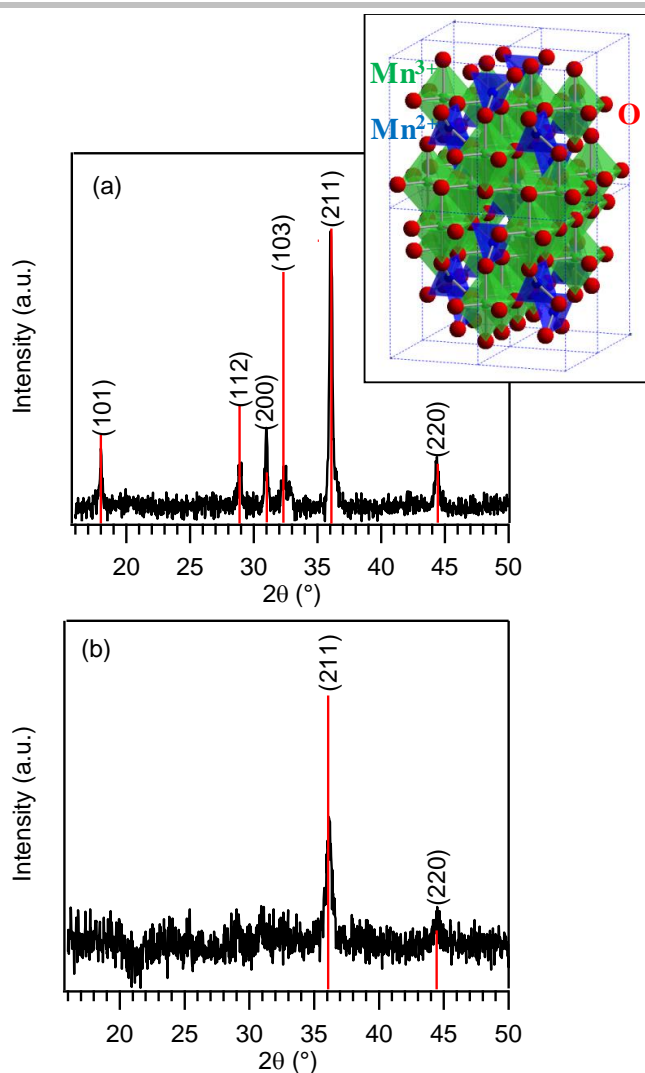 Mn³⁺
Mn²⁺
O
(a)
(101)
(112)
(200)
(103)
(211)
(220)
Intensity (a.u.)
20 25 30 35 40 45 50
2θ (°)
(b)
(211)
(220)
Intensity (a.u.)
20 25 30 35 40 45 50
2θ (°)